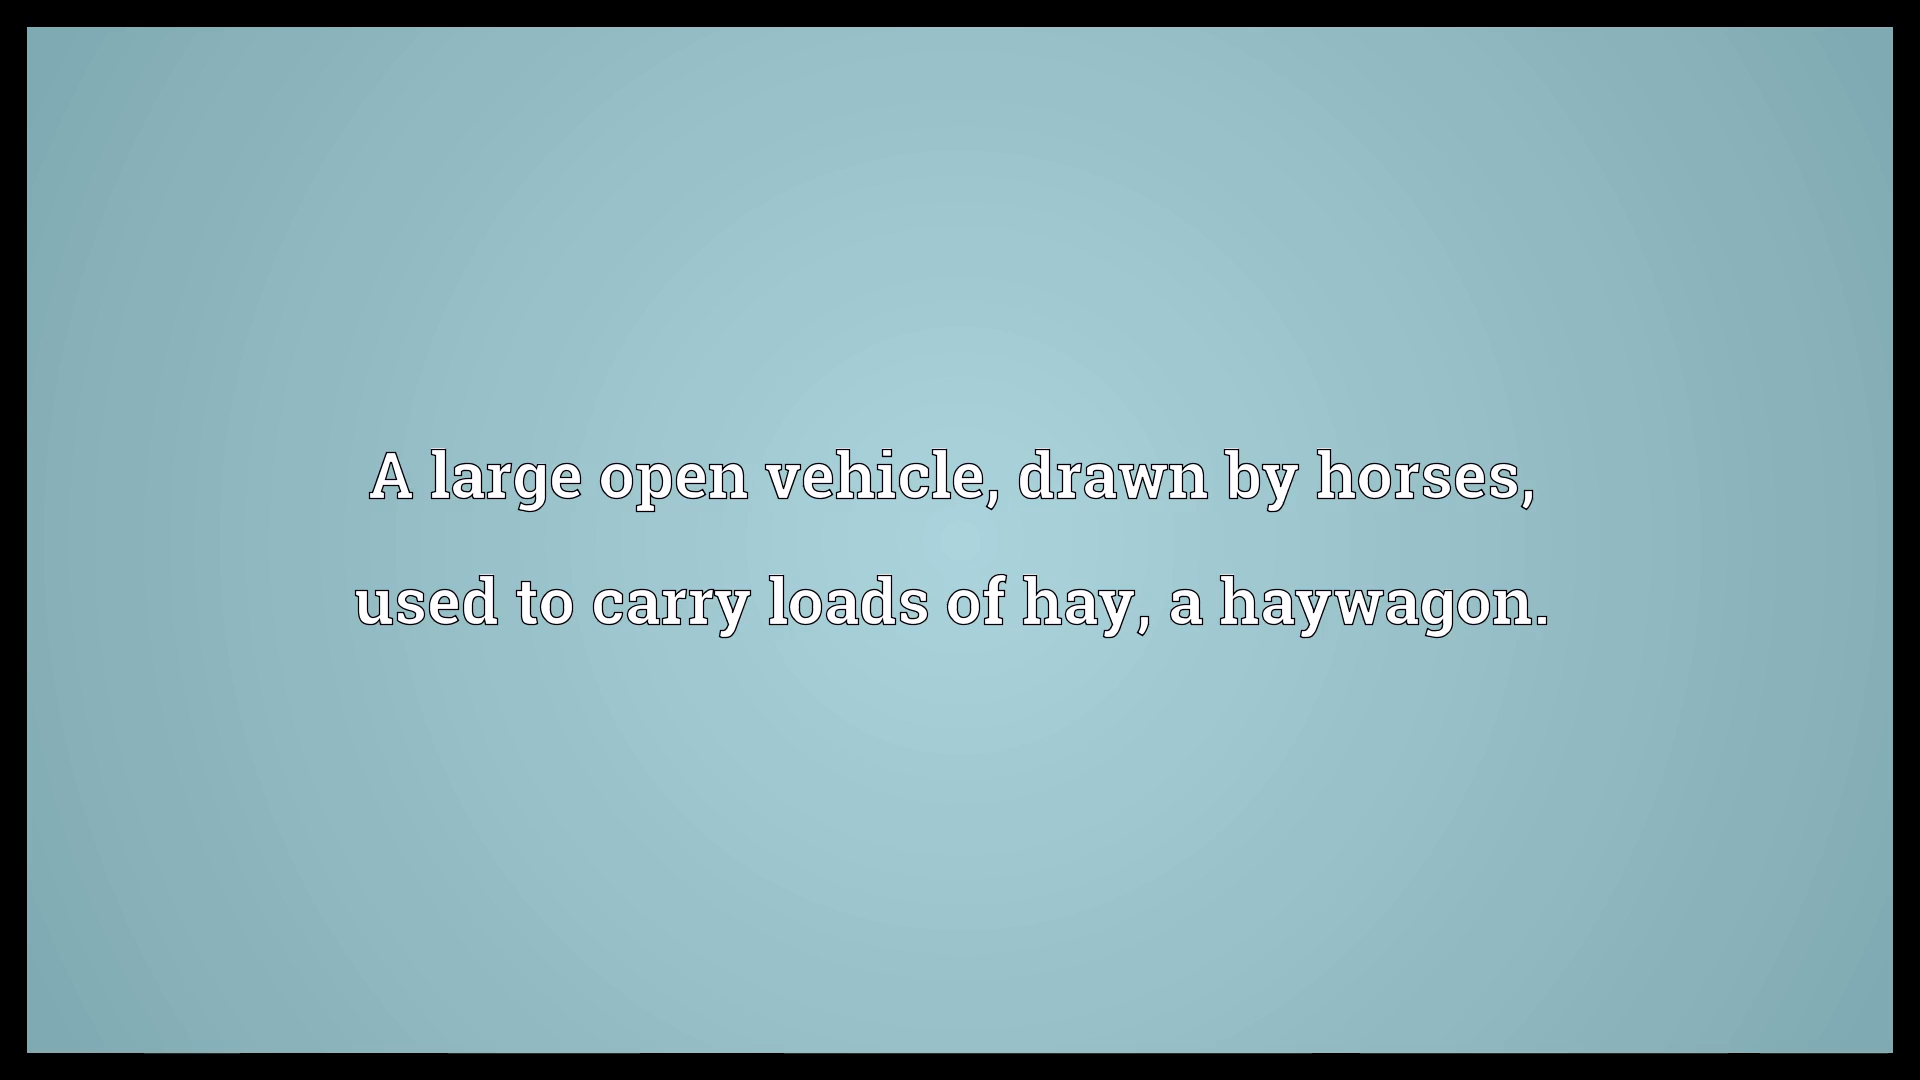 A large open vehicle, drawn by horses,
used to carry loads of hay, a haywagon.